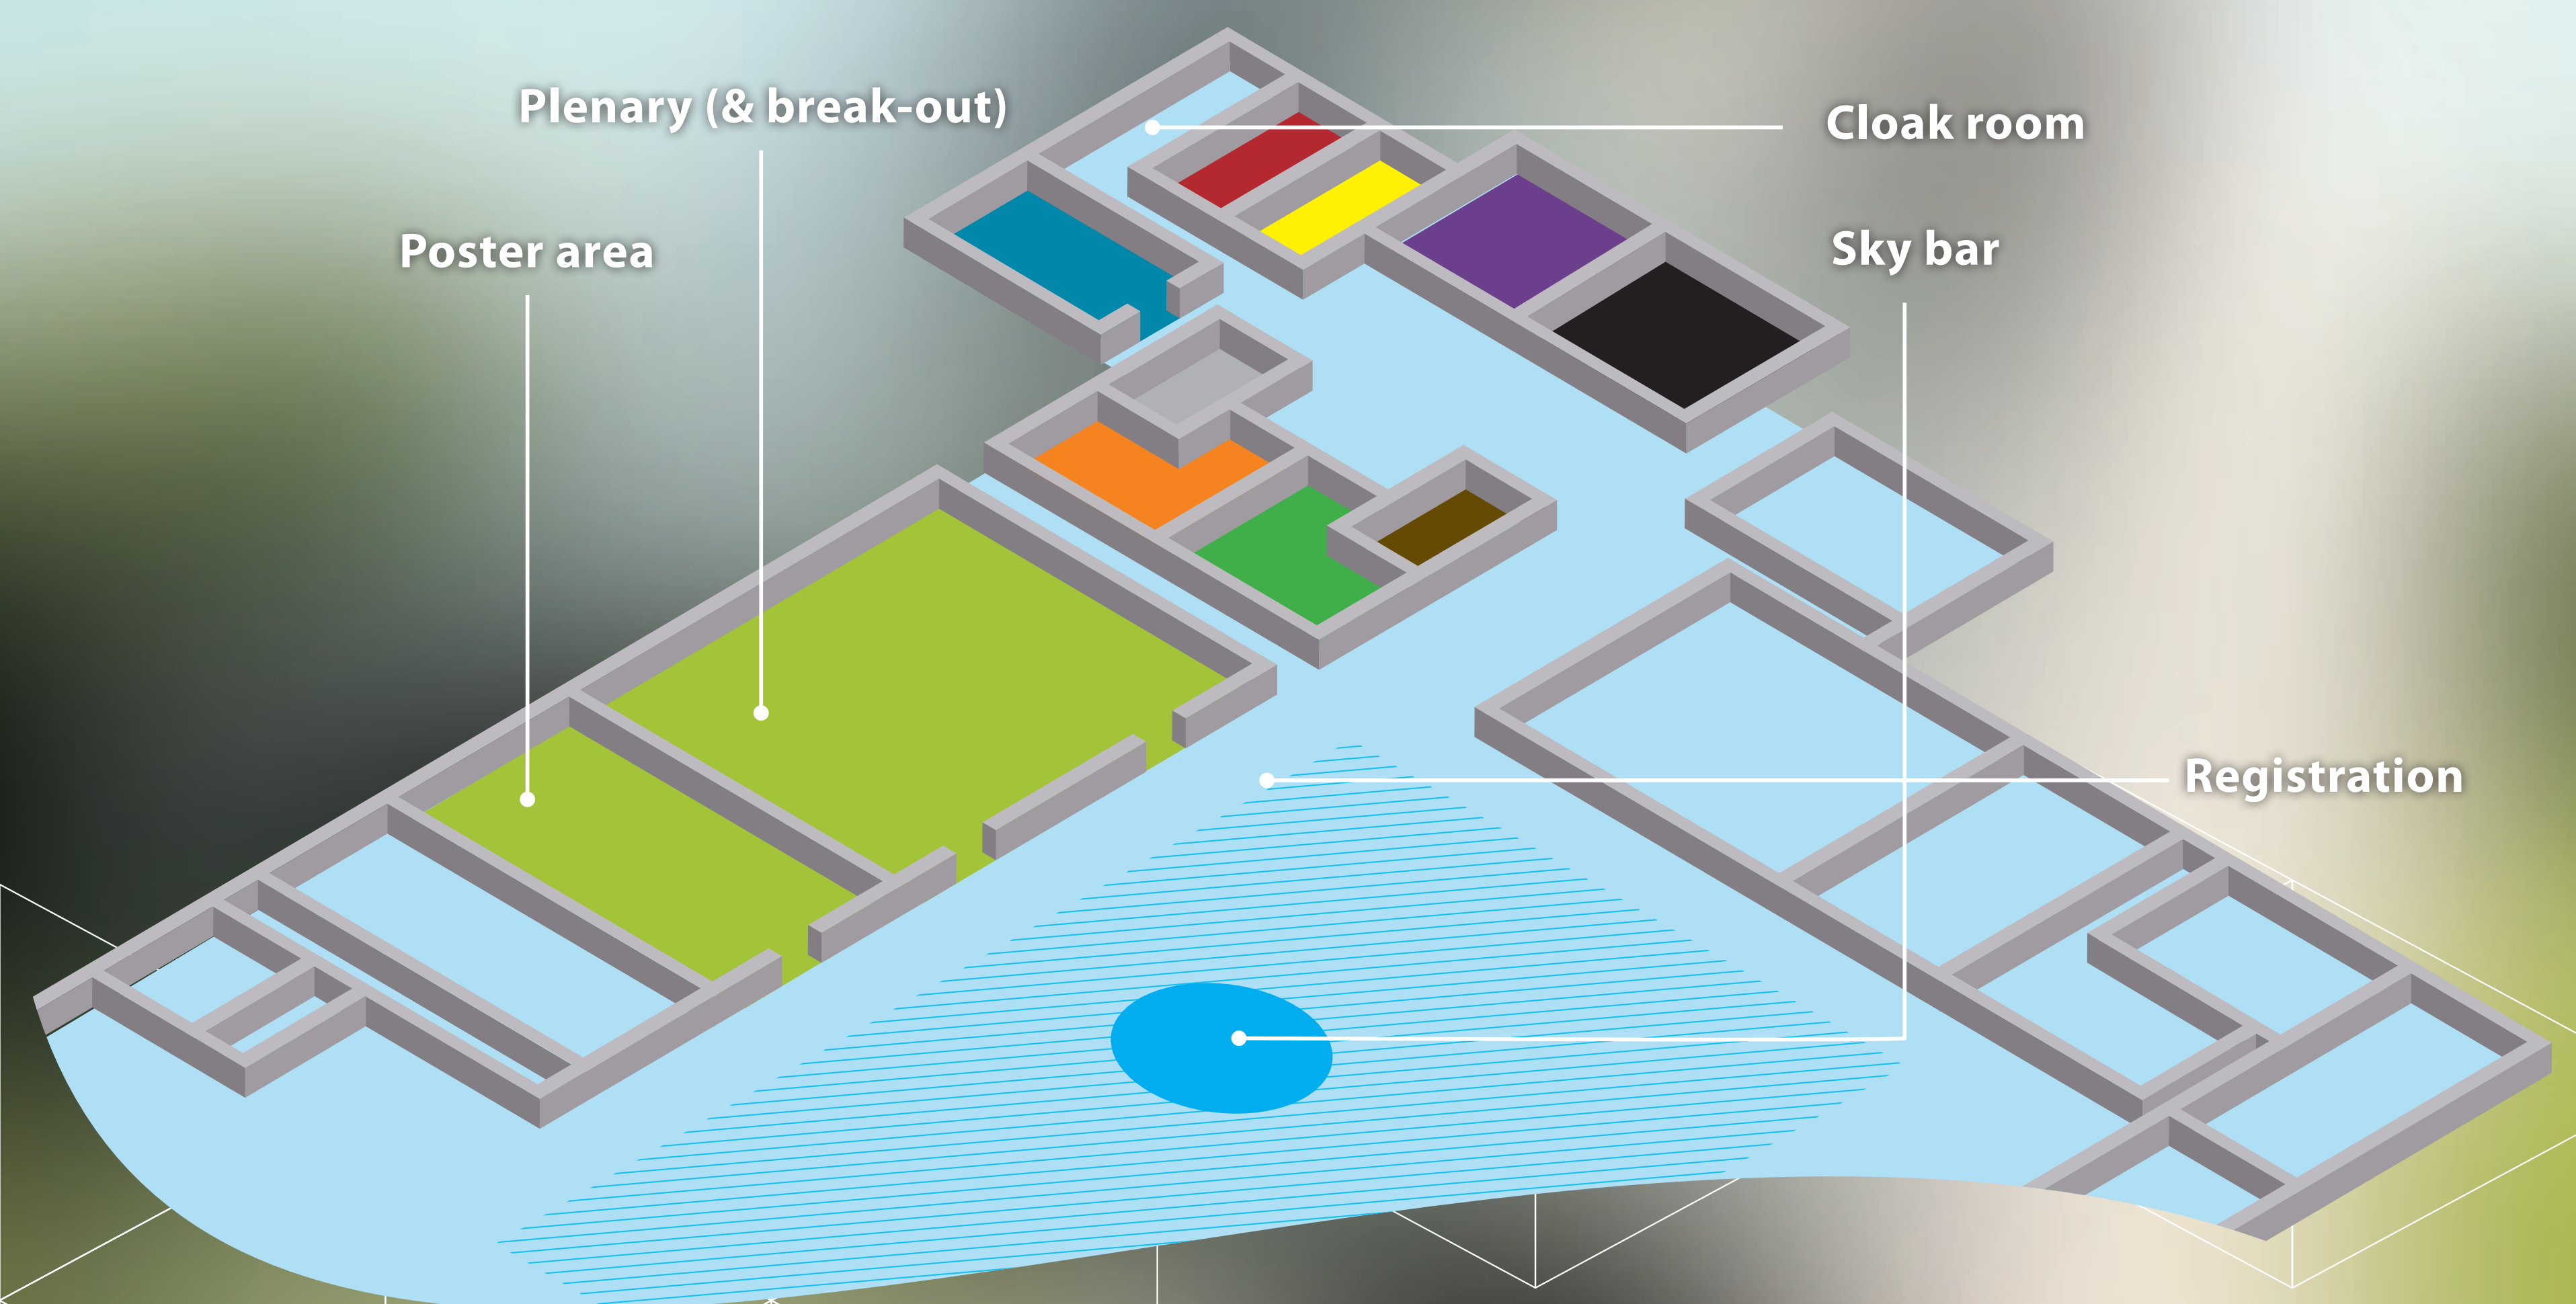 Plenary (& break-out)
Cloak room
Poster area
Sky bar
Registration